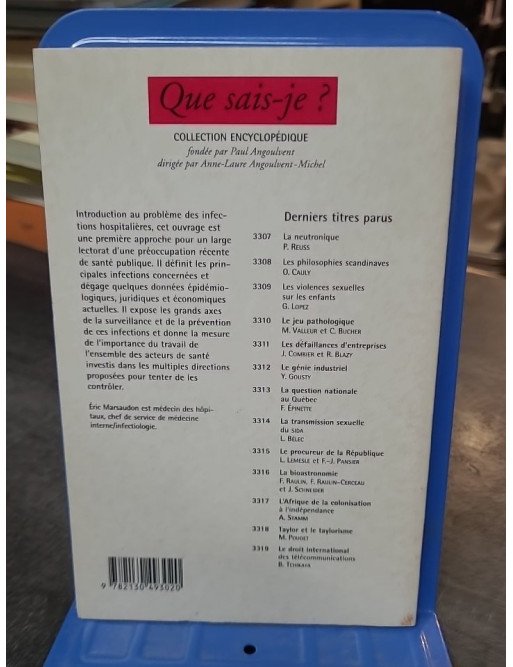 Que sais-je ?
COLLECTION ENCYCLOPÉDIQUE
fondée par Paul Angoulvent
dirigée par Anne-Laure Angoulvent-Michel
Introduction au problème des infec-
tions hospitalières, cet ouvrage est
une première approche pour un large
lectorat d'une préoccupation récente
de santé publique. Il définit les prin-
cipales infections concernées et
dégage quelques données épidémio-
logiques, juridiques et économiques
actuelles. Il expose les grands axes
de la surveillance et de la prévention
de ces infections et donne la mesure
de l'importance du travail de
l'ensemble des acteurs de santé
investis dans les multiples directions
proposées pour tenter de les
contrôler.
Éric Marsaudon est médecin des hôpi-
taux, chef de service de médecine
interne/infectiologie.
Derniers titres parus
3307 La neutronique
P. REUSS
3308 Les philosophies scandinaves
O. CAULY
3309 Les violences sexuelles
sur les enfants
G. LOPEZ
3310 Le jeu pathologique
M. VALLEUR et C. BUCHER
3311 Les défaillances d'entreprises
J. COMBIER et R. BLAZY
3312 Le génie industriel
Y. GOUSTY
3313 La question nationale
au Québec
F. ÉPINETTE
3314 La transmission sexuelle
du SIDA
L. BÉLEC
3315 Le procureur de la République
L. LEMESLE et F.-J. PANSIER
3316 La bioastronomie
F. RAULIN, F. RAULIN-CERCEAU
et J. SCHNEIDER
3317 L'Afrique de la colonisation
à l'indépendance
A. STAMM
3318 Taylor et le taylorisme
M. POUGET
3319 Le droit international
des télécommunications
B. TCHIKAYA
9 782130 493020